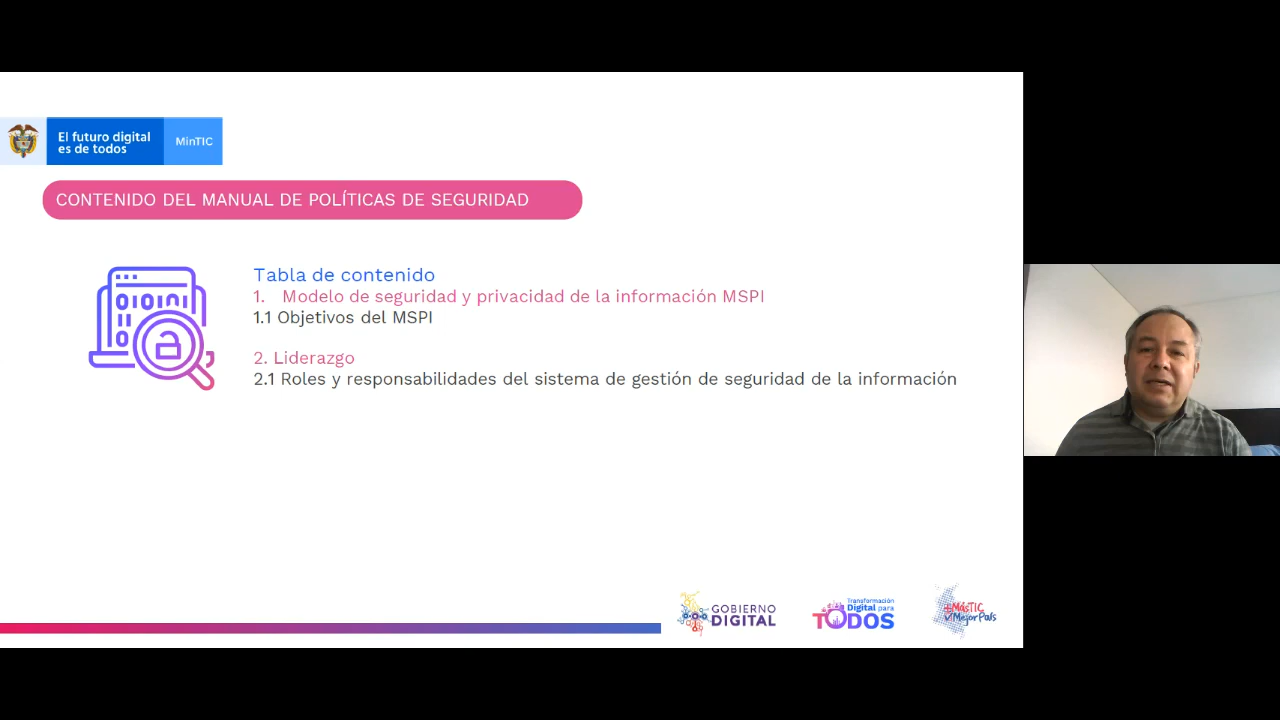 El futuro digital
es de todos
MinTIC
CONTENIDO DEL MANUAL DE POLÍTICAS DE SEGURIDAD
Tabla de contenido
1. Modelo de seguridad y privacidad de la información MSPI
1.1 Objetivos del MSPI
2. Liderazgo
2.1 Roles y responsabilidades del sistema de gestión de seguridad de la información
GOBIERNO
DIGITAL
Transformación
Digital para
TODOS
+MásTIC
MejorPaís